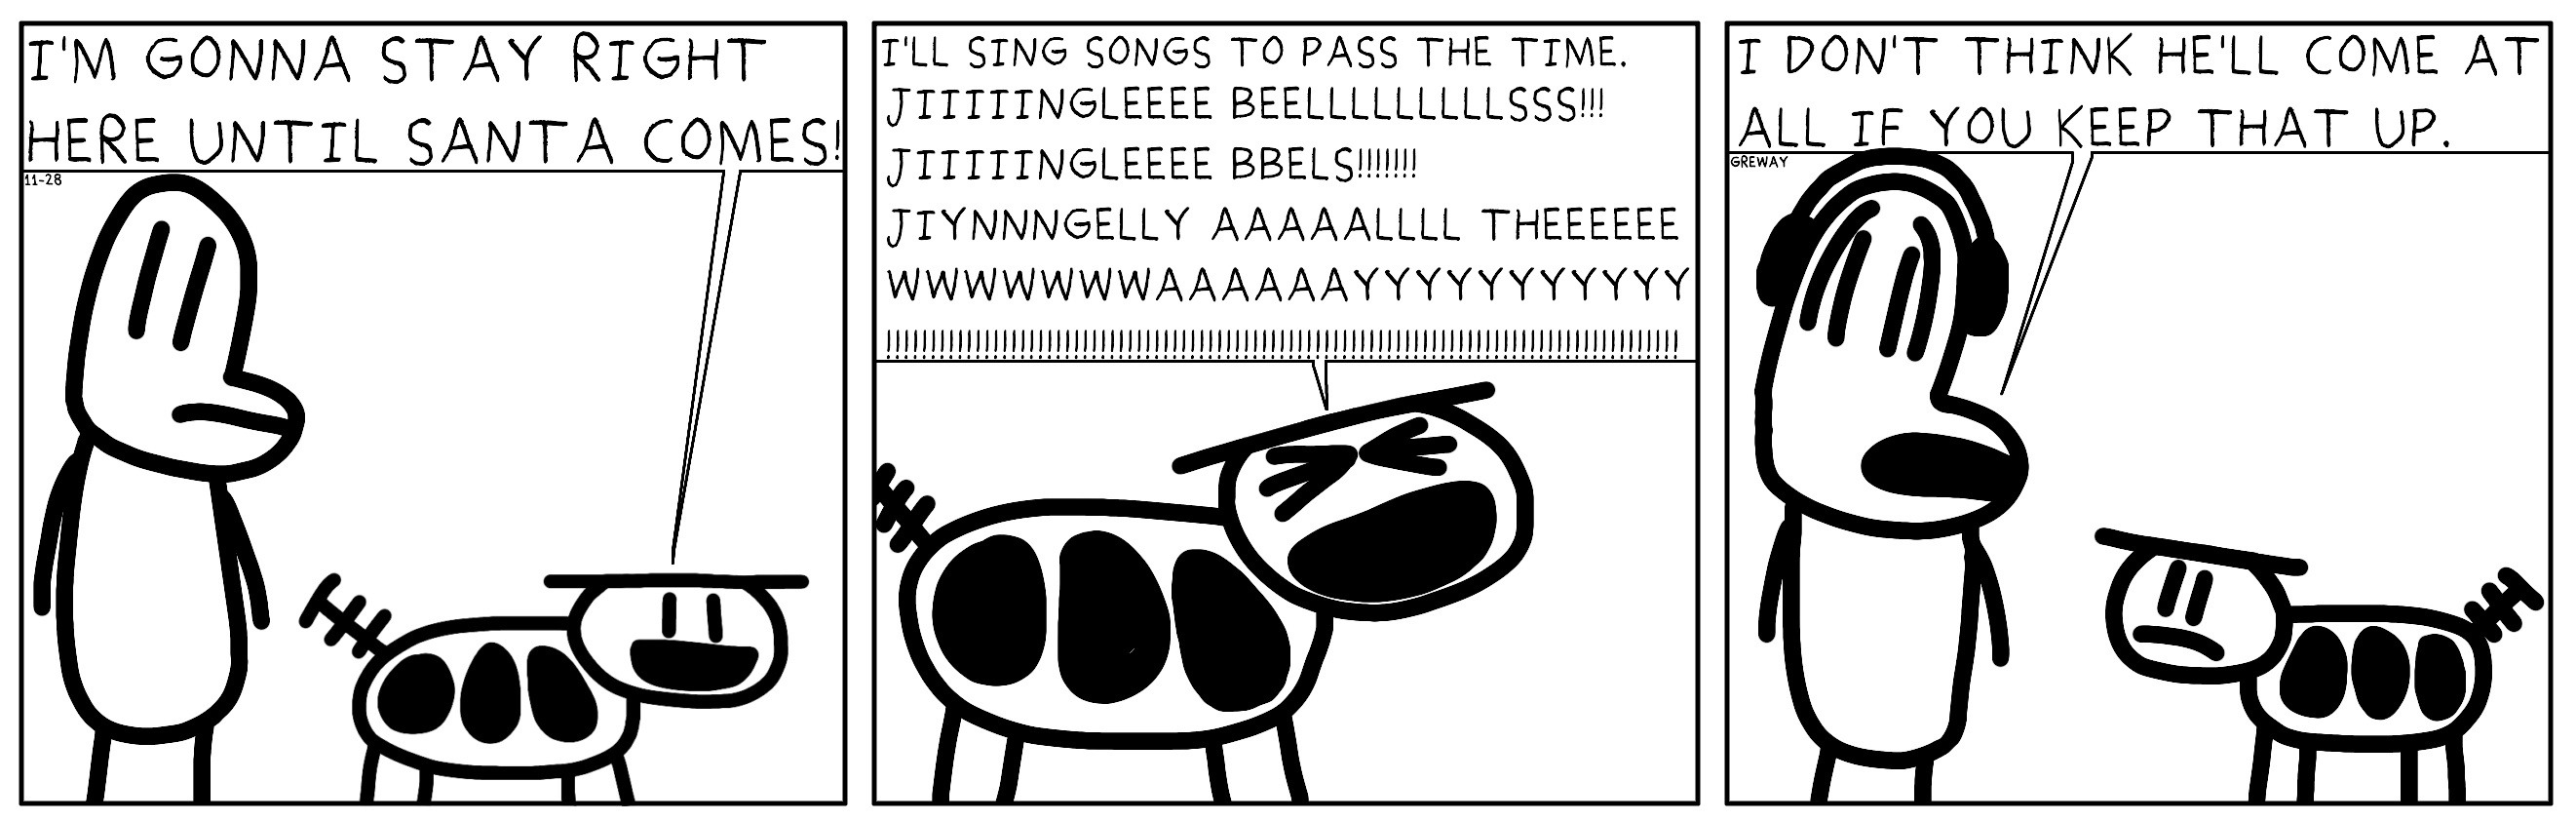 I'M GONNA STAY RIGHT
HERE UNTIL SANTA COMES!
11-28
I'LL SING SONGS TO PASS THE TIME.
JIIIIINGLEEEE BEELLLLLLLLLSSS!!!
JIIIIINGLEEEE BBELS!!!!!!!
JIYNNNGELLY AAAAALLLL THEEEEEE
WWWWWWWAAAAAAYYYYYYYYYYY
!!!!!!!!!!!!!!!!!!!!!!!!!!!!!!!!!!!!!!!!!!!!!!!!!!!!!!!!!!!!!!!!!!!!!!!!!!!!!!!!!!!!!!!!!!
I DON'T THINK HE'LL COME AT
ALL IF YOU KEEP THAT UP.
GREWAY